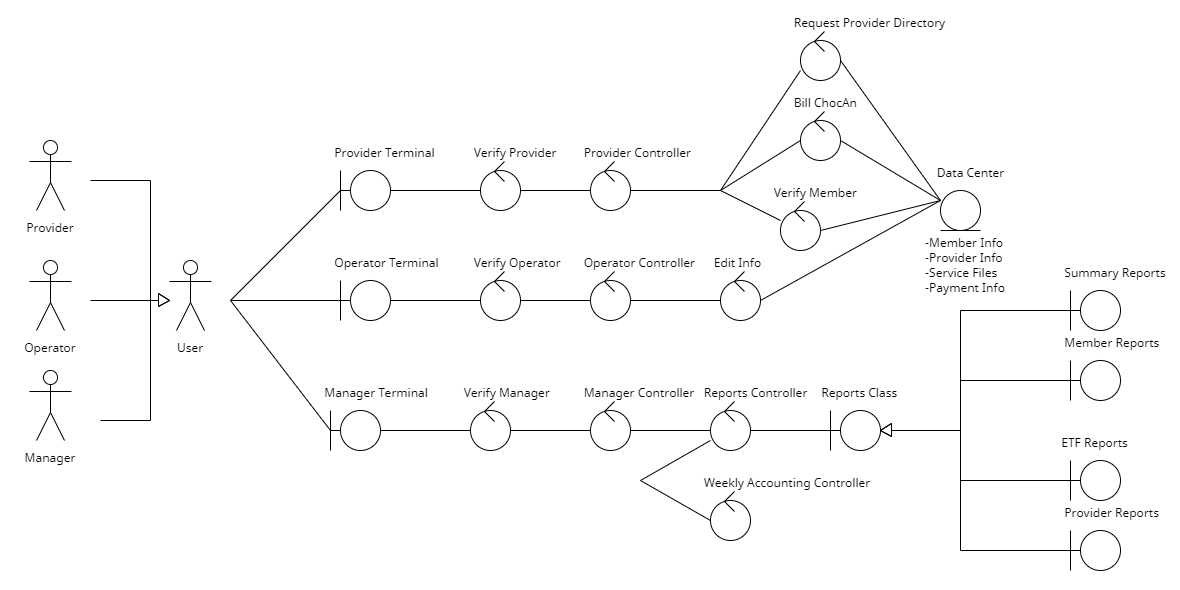 Request Provider Directory
Bill ChocAn
Provider Terminal
Verify Provider
Provider Controller
Data Center
Verify Member
Provider
-Member Info
-Provider Info
-Service Files
-Payment Info
Operator Terminal
Verify Operator
Operator Controller
Edit Info
Summary Reports
Operator
User
Member Reports
Manager Terminal
Verify Manager
Manager Controller
Reports Controller
Reports Class
ETF Reports
Manager
Weekly Accounting Controller
Provider Reports